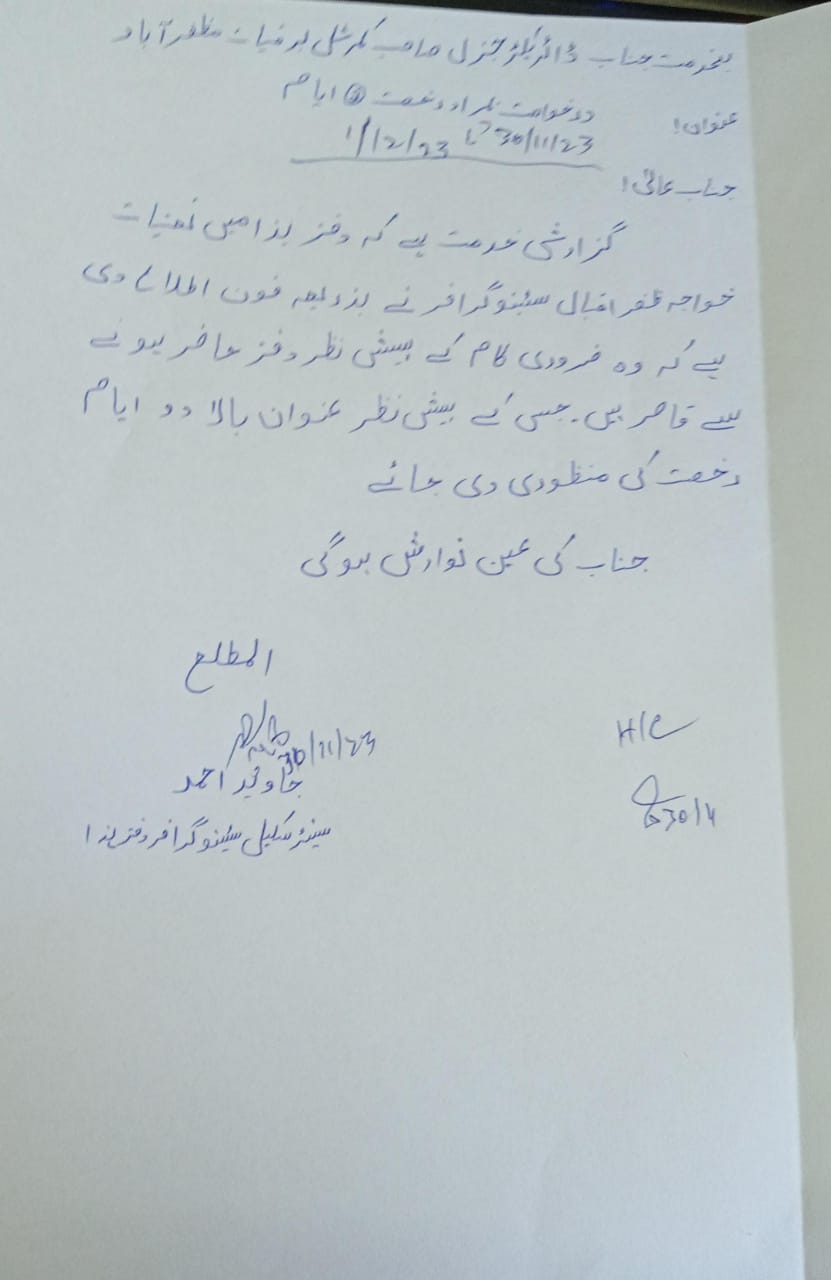 بخدمت جناب ڈائریکٹر جنرل صاحب کمرشل برقیات مظفرآباد
عنوان! درخواست بمراد رخصت ② ایام
30/11/23 تا 1/12/23
جناب عالیٰ!
گزارش خدمت ہے کہ دفتر ہذا میں تعینات
خواجہ ظفر اقبال سٹینوگرافر نے بذریعہ فون اطلاع دی
ہے کہ وہ ضروری کام کے پیش نظر دفتر حاضر ہونے
سے قاصر ہیں۔ جس کے پیش نظر عنوان بالا دو ایام
رخصت کی منظوری دی جائے
جناب کی عین نوازش ہوگی
المطلع
30/11/23
جاوید احمد
سینئر سکیل سٹینوگرافر دفتر ہذا
H/C
30/11